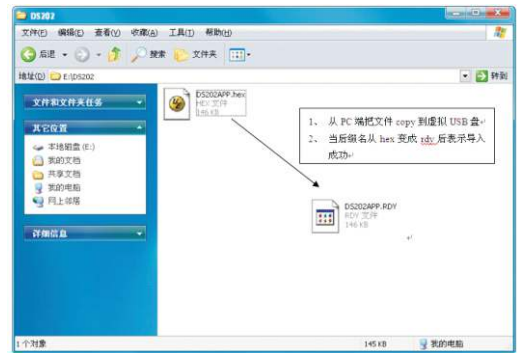 DS202
文件(F) 编辑(E) 查看(V) 收藏(A) 工具(T) 帮助(H)
后退 搜索 文件夹
地址(D) E:\DS202 转到
文件和文件夹任务
其它位置
本地磁盘 (E:)
我的文档
共享文档
我的电脑
网上邻居
详细信息
DS202APP.hex
HEX 文件
146 KB
1、 从 PC 端把文件 copy 到虚拟 USB 盘
2、 当后缀名从 hex 变成 rdy 后表示导入
成功
DS202APP.RDY
RDY 文件
146 KB
1 个对象 145 KB 我的电脑